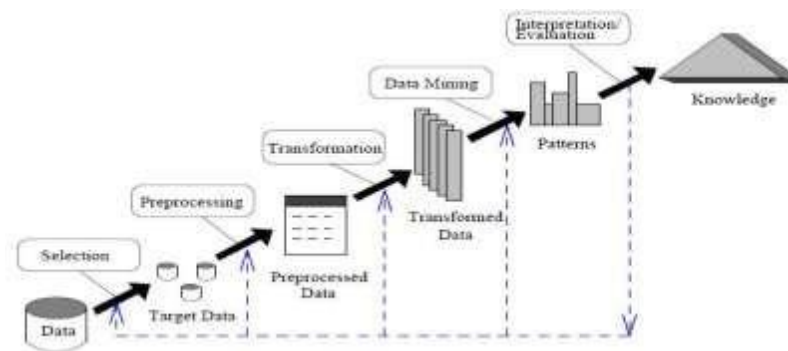 Interpretation/
Evaluation
Data Mining
Knowledge
Transformation
Patterns
Preprocessing
Transformed
Data
Selection
Preprocessed
Data
Target Data
Data